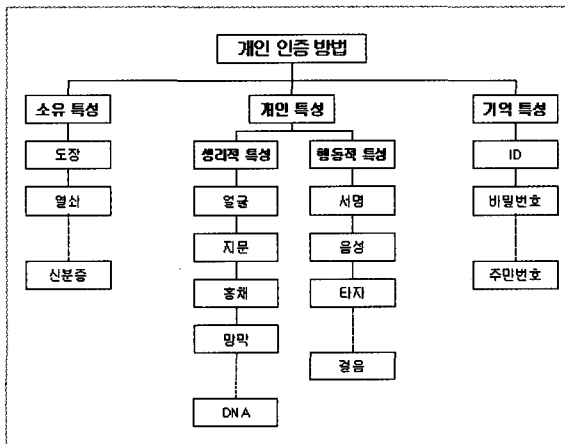 개인 인증 방법
소유 특성
개인 특성
기억 특성
도장
열쇠
신분증
생리적 특성
행동적 특성
얼굴
지문
홍채
망막
DNA
서명
음성
타자
걸음
ID
비밀번호
주민번호